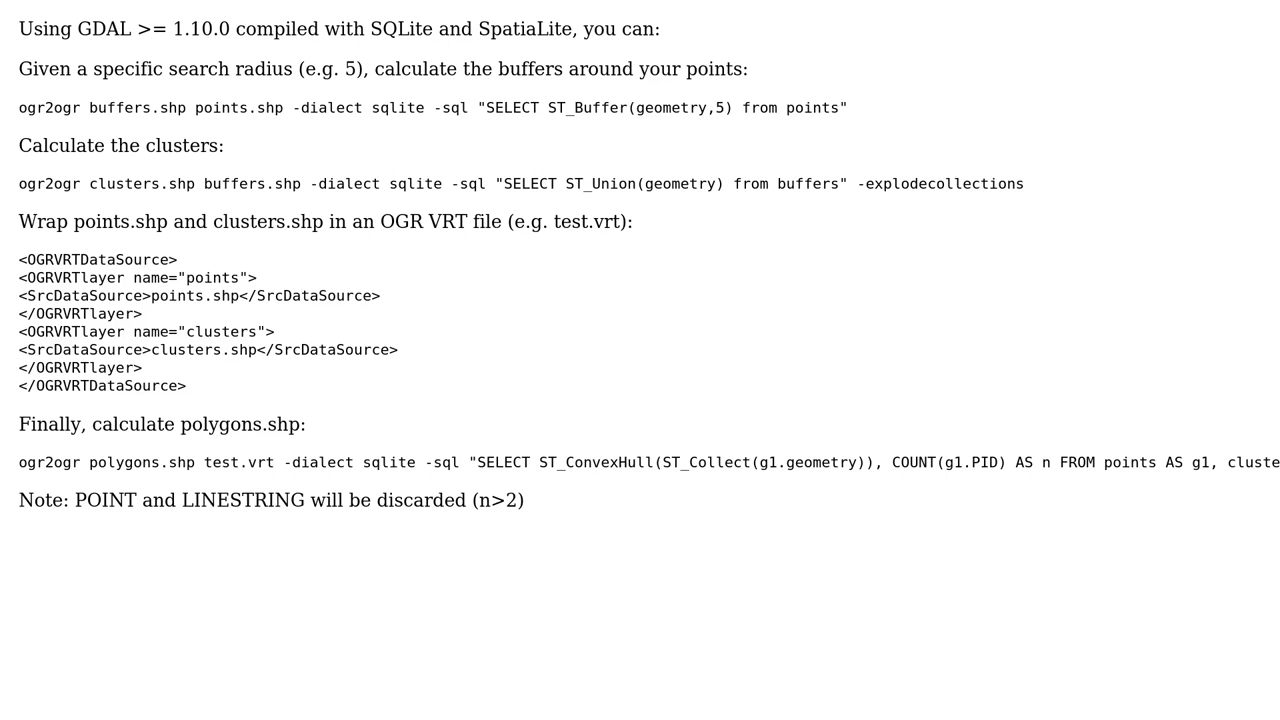 Using GDAL >= 1.10.0 compiled with SQLite and SpatiaLite, you can:
Given a specific search radius (e.g. 5), calculate the buffers around your points:
ogr2ogr buffers.shp points.shp -dialect sqlite -sql "SELECT ST_Buffer(geometry,5) from points"
Calculate the clusters:
ogr2ogr clusters.shp buffers.shp -dialect sqlite -sql "SELECT ST_Union(geometry) from buffers" -explodecollections
Wrap points.shp and clusters.shp in an OGR VRT file (e.g. test.vrt):
<OGRVRTDataSource>
<OGRVRTlayer name="points">
<SrcDataSource>points.shp</SrcDataSource>
</OGRVRTlayer>
<OGRVRTlayer name="clusters">
<SrcDataSource>clusters.shp</SrcDataSource>
</OGRVRTlayer>
</OGRVRTDataSource>
Finally, calculate polygons.shp:
ogr2ogr polygons.shp test.vrt -dialect sqlite -sql "SELECT ST_ConvexHull(ST_Collect(g1.geometry)), COUNT(g1.PID) AS n FROM points AS g1, cluste
Note: POINT and LINESTRING will be discarded (n>2)